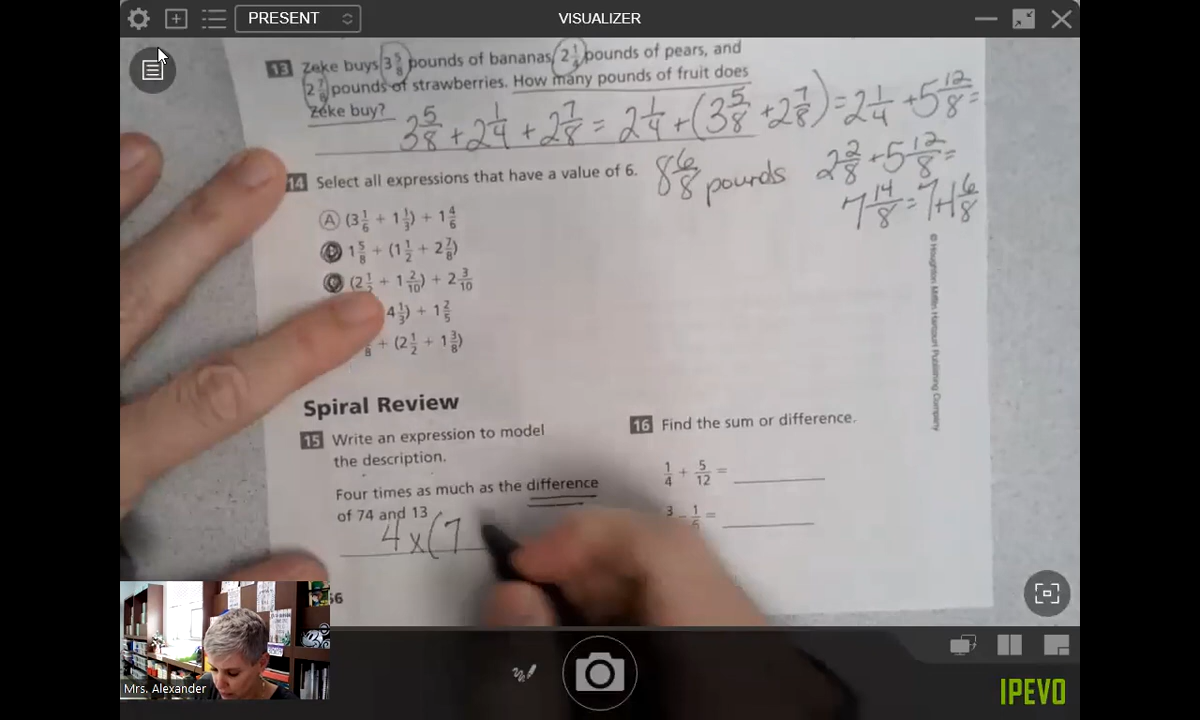 PRESENT
VISUALIZER
13 Zeke buys 3 5/8 pounds of bananas, 2 1/4 pounds of pears, and
2 7/8 pounds of strawberries. How many pounds of fruit does
Zeke buy?
3 5/8 + 2 1/4 + 2 7/8 = 2 1/4 + (3 5/8 + 2 7/8) = 2 1/4 + 5 12/8 =
2 2/8 + 5 12/8 =
7 14/8 = 7 + 1 6/8
8 6/8 pounds
14 Select all expressions that have a value of 6.
A (3 1/6 + 1 1/3) + 1 4/6
1 5/8 + (1 1/2 + 2 7/8)
(2 1/2 + 1 2/10) + 2 3/10
4 1/3) + 1 2/5
+ (2 1/2 + 1 3/8)
© Houghton Mifflin Harcourt Publishing Company
Spiral Review
15 Write an expression to model
the description.
Four times as much as the difference
of 74 and 13
4 x (7
16 Find the sum or difference.
1/4 + 5/12 =
Mrs. Alexander
IPEVO